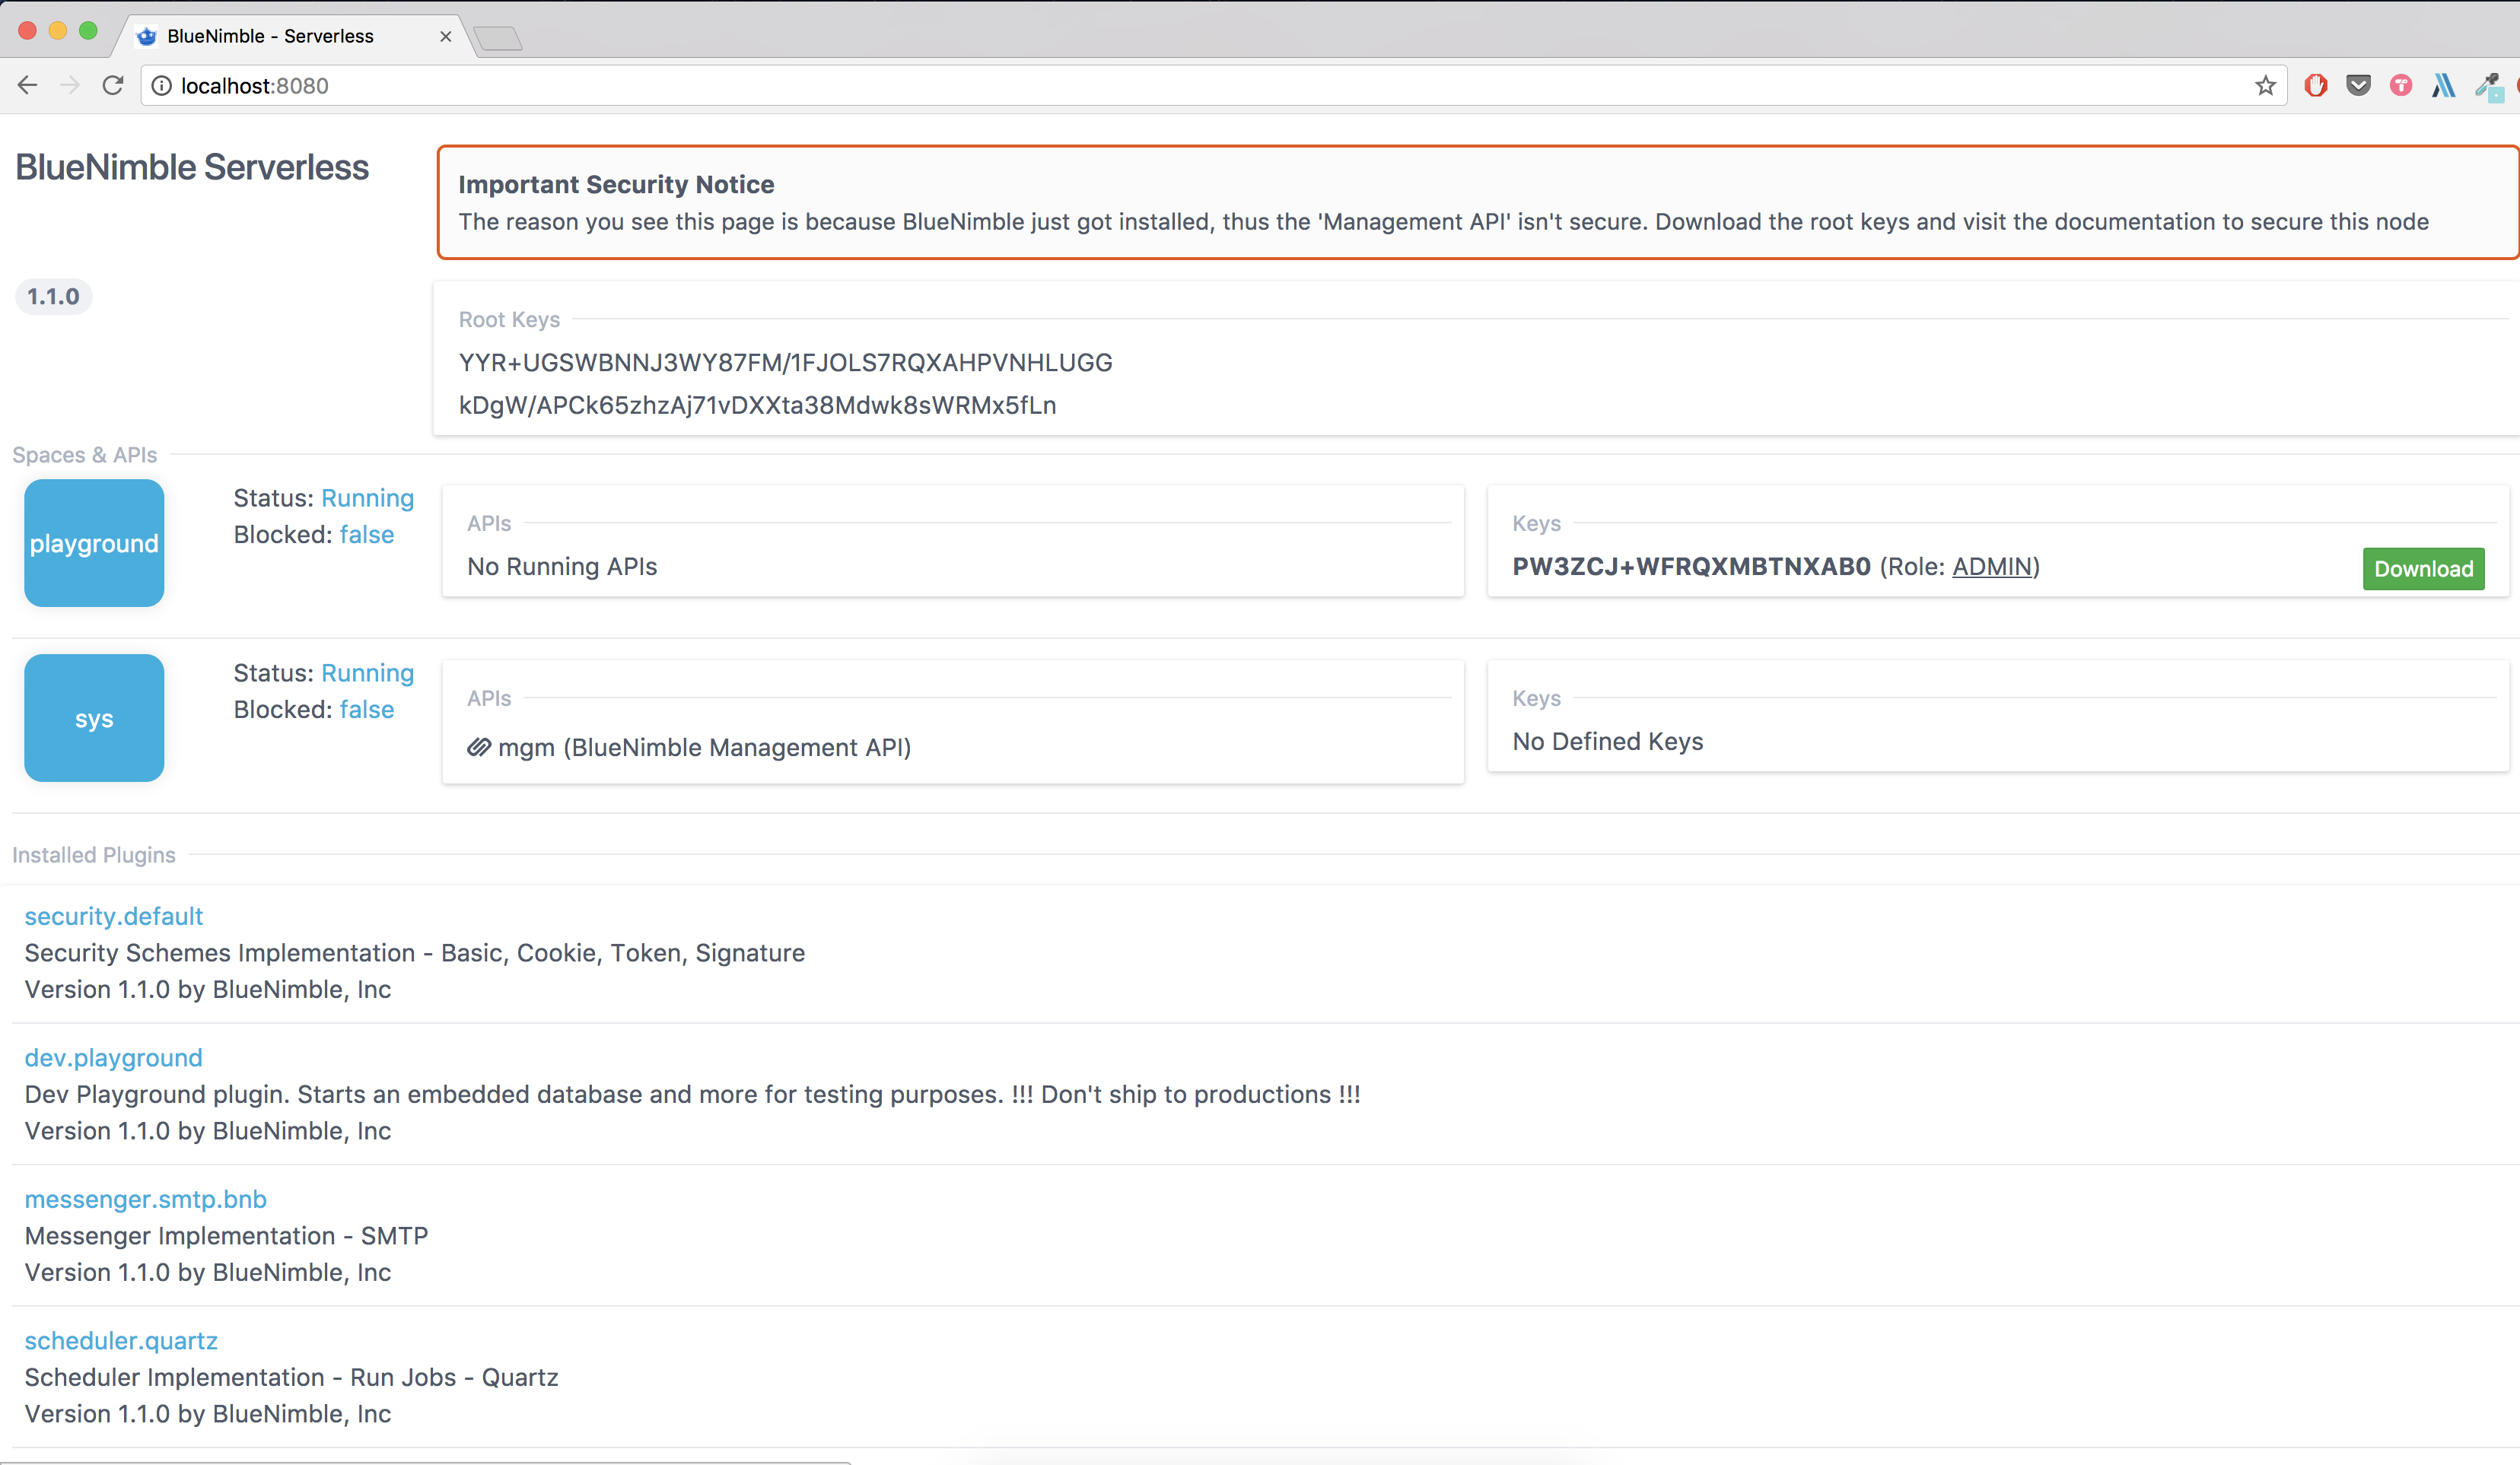 BlueNimble - Serverless
localhost:8080
BlueNimble Serverless
Important Security Notice
The reason you see this page is because BlueNimble just got installed, thus the 'Management API' isn't secure. Download the root keys and visit the documentation to secure this node
1.1.0
Root Keys
YYR+UGSWBNNJ3WY87FM/1FJOLS7RQXAHPVNHLUGG
kDgW/APCk65zhzAj71vDXXta38Mdwk8sWRMx5fLn
Spaces & APIs
playground
Status: Running
Blocked: false
APIs
No Running APIs
Keys
PW3ZCJ+WFRQXMBTNXAB0 (Role: ADMIN)
Download
sys
Status: Running
Blocked: false
APIs
mgm (BlueNimble Management API)
Keys
No Defined Keys
Installed Plugins
security.default
Security Schemes Implementation - Basic, Cookie, Token, Signature
Version 1.1.0 by BlueNimble, Inc
dev.playground
Dev Playground plugin. Starts an embedded database and more for testing purposes. !!! Don't ship to productions !!!
Version 1.1.0 by BlueNimble, Inc
messenger.smtp.bnb
Messenger Implementation - SMTP
Version 1.1.0 by BlueNimble, Inc
scheduler.quartz
Scheduler Implementation - Run Jobs - Quartz
Version 1.1.0 by BlueNimble, Inc